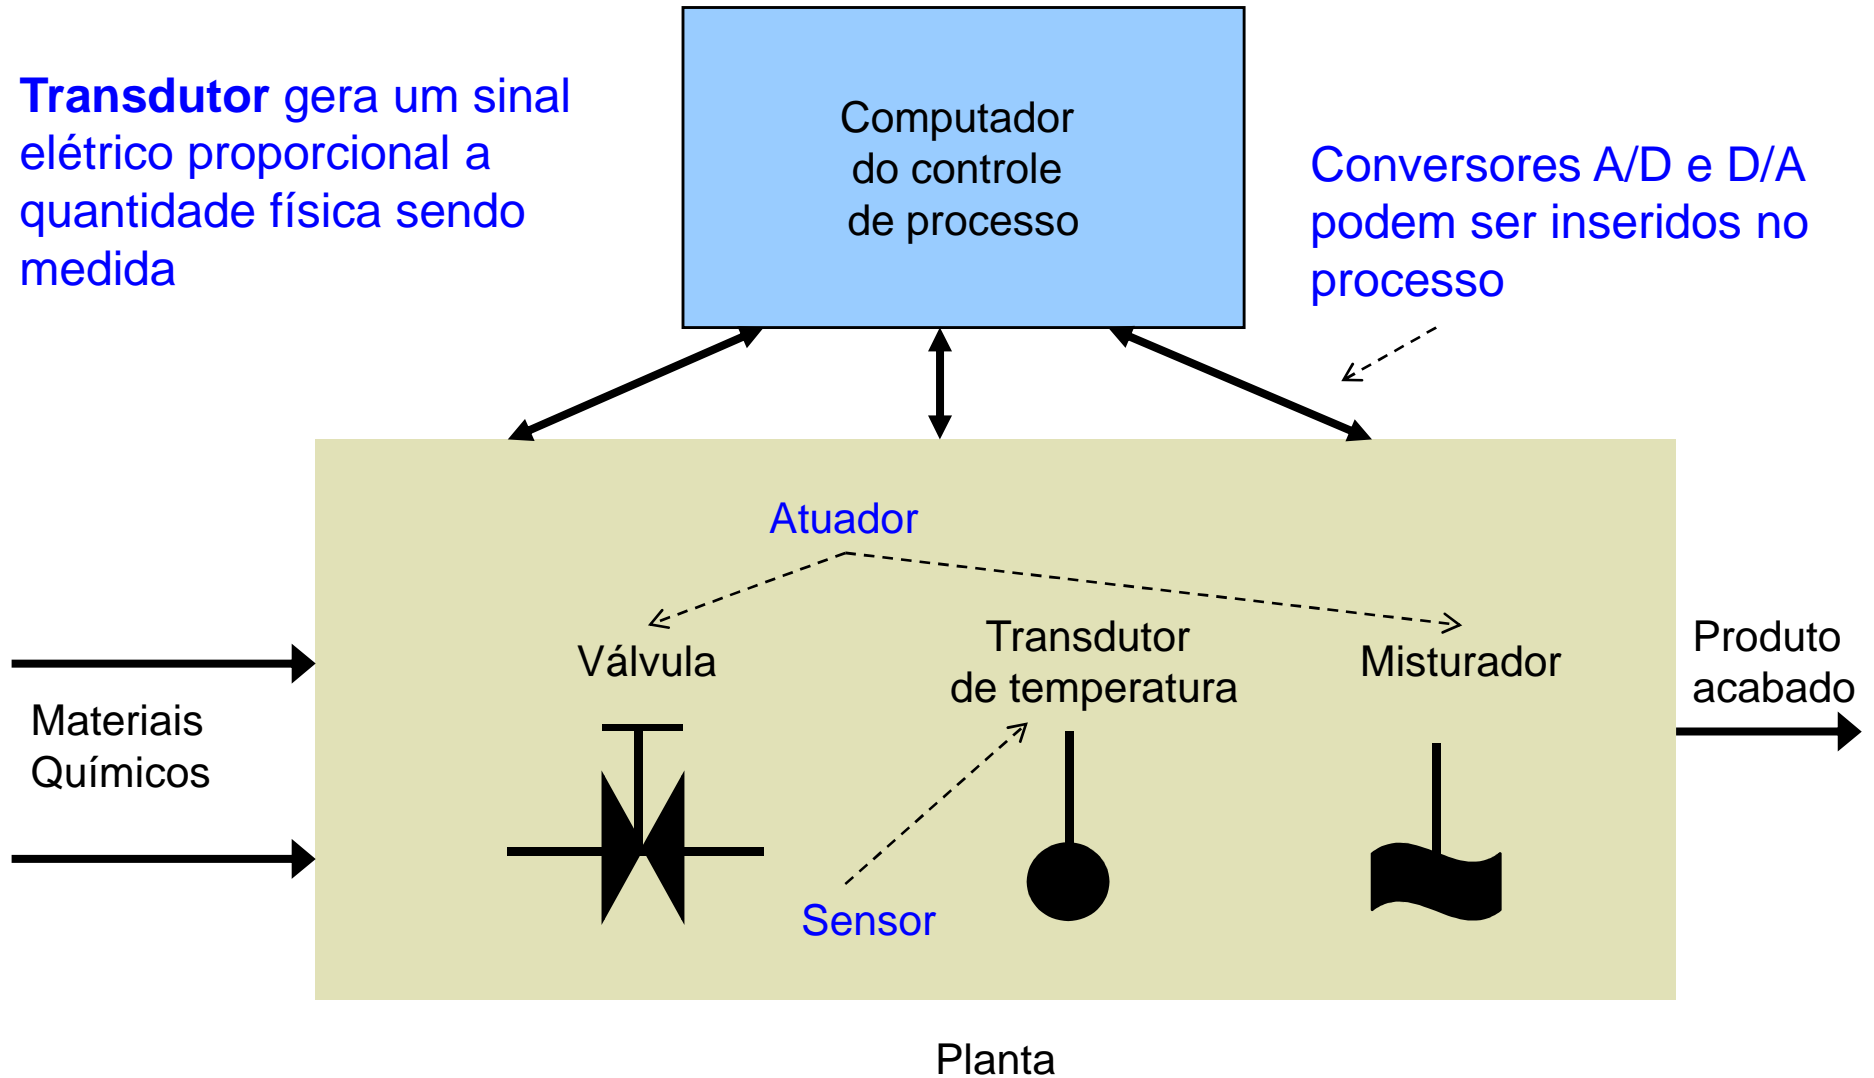 Transdutor gera um sinal
elétrico proporcional a
quantidade física sendo
medida
Computador
do controle
de processo
Conversores A/D e D/A
podem ser inseridos no
processo
Atuador
Válvula
Transdutor
de temperatura
Misturador
Produto
acabado
Materiais
Químicos
Sensor
Planta